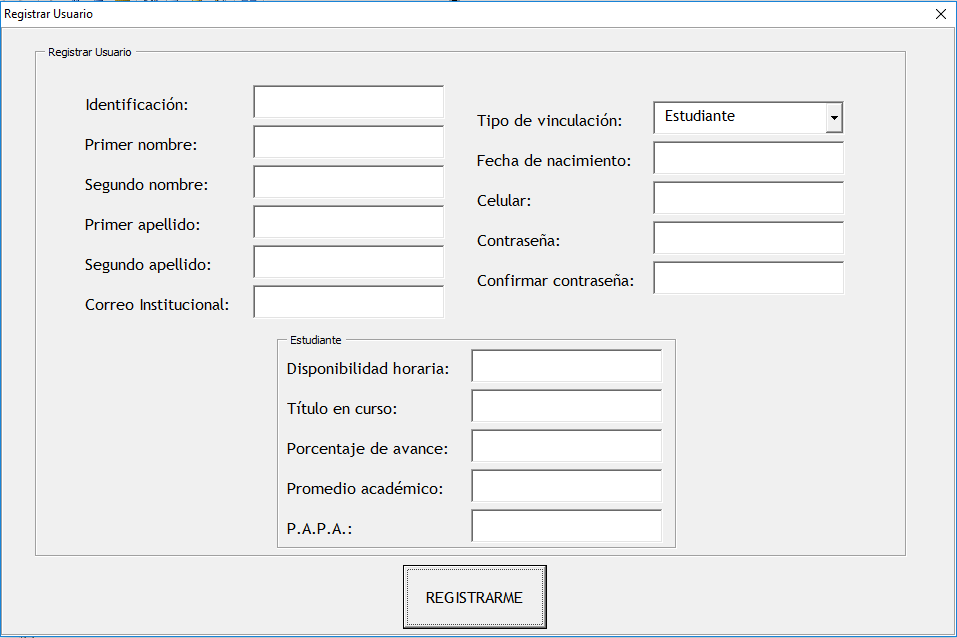 Registrar Usuario
Registrar Usuario
Identificación:
Primer nombre:
Segundo nombre:
Primer apellido:
Segundo apellido:
Correo Institucional:
Tipo de vinculación:
Estudiante
Fecha de nacimiento:
Celular:
Contraseña:
Confirmar contraseña:
Estudiante
Disponibilidad horaria:
Título en curso:
Porcentaje de avance:
Promedio académico:
P.A.P.A.:
REGISTRARME